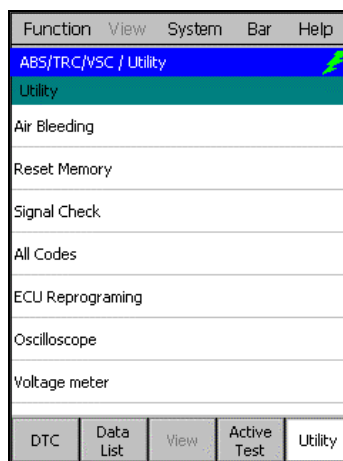 Function View System Bar Help
ABS/TRC/VSC / Utility
Utility
Air Bleeding
Reset Memory
Signal Check
All Codes
ECU Reprograming
Oscilloscope
Voltage meter
DTC Data List View Active Test Utility